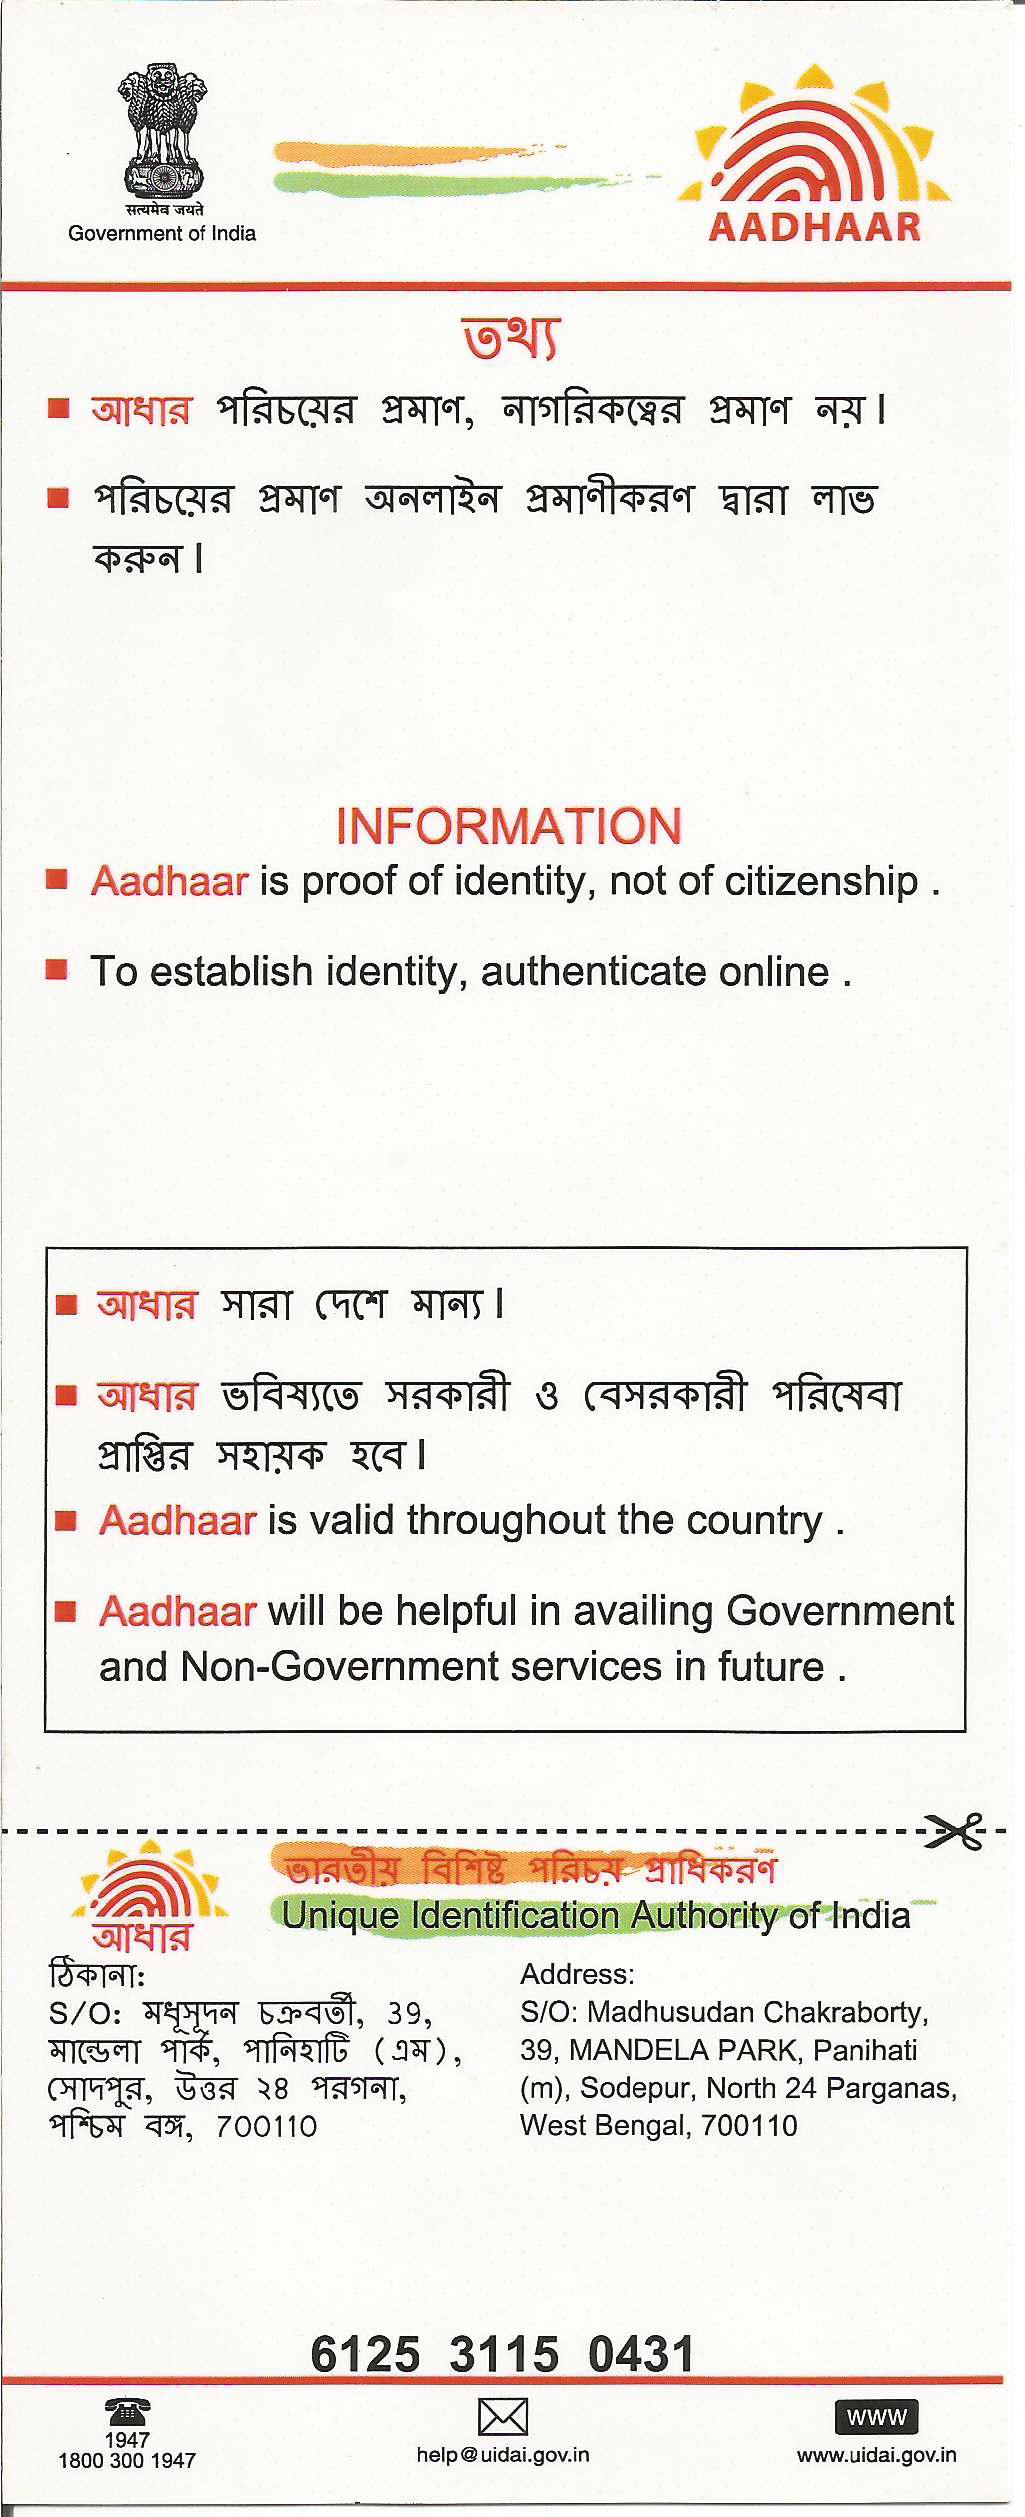 सत्यमेव जयते
Government of India
AADHAAR
তথ্য
আধার পরিচয়ের প্রমাণ, নাগরিকত্বের প্রমাণ নয় ।
পরিচয়ের প্রমাণ অনলাইন প্রমাণীকরণ দ্বারা লাভ
করুন ।
INFORMATION
Aadhaar is proof of identity, not of citizenship .
To establish identity, authenticate online .
আধার সারা দেশে মান্য ।
আধার ভবিষ্যতে সরকারী ও বেসরকারী পরিষেবা
প্রাপ্তির সহায়ক হবে ।
Aadhaar is valid throughout the country .
Aadhaar will be helpful in availing Government
and Non-Government services in future .
আধার
ভারতীয় বিশিষ্ট পরিচয় প্রাধিকরণ
Unique Identification Authority of India
ঠিকানা:
S/O: মধূসূদন চক্রবর্তী, 39,
মান্ডেলা পার্ক, পানিহাটি (এম),
সোদপুর, উত্তর ২৪ পরগনা,
পশ্চিম বঙ্গ, 700110
Address:
S/O: Madhusudan Chakraborty,
39, MANDELA PARK, Panihati
(m), Sodepur, North 24 Parganas,
West Bengal, 700110
6125 3115 0431
1947
1800 300 1947
help@uidai.gov.in
www
www.uidai.gov.in